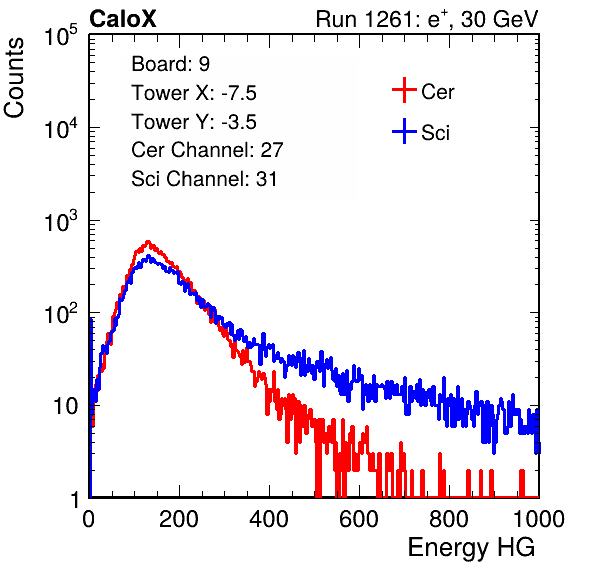 CaloX Run 1261: e⁺, 30 GeV
Counts
Board: 9
Tower X: -7.5
Tower Y: -3.5
Cer Channel: 27
Sci Channel: 31
Cer
Sci
10⁵
10⁴
10³
10²
10
1
0 200 400 600 800 1000
Energy HG